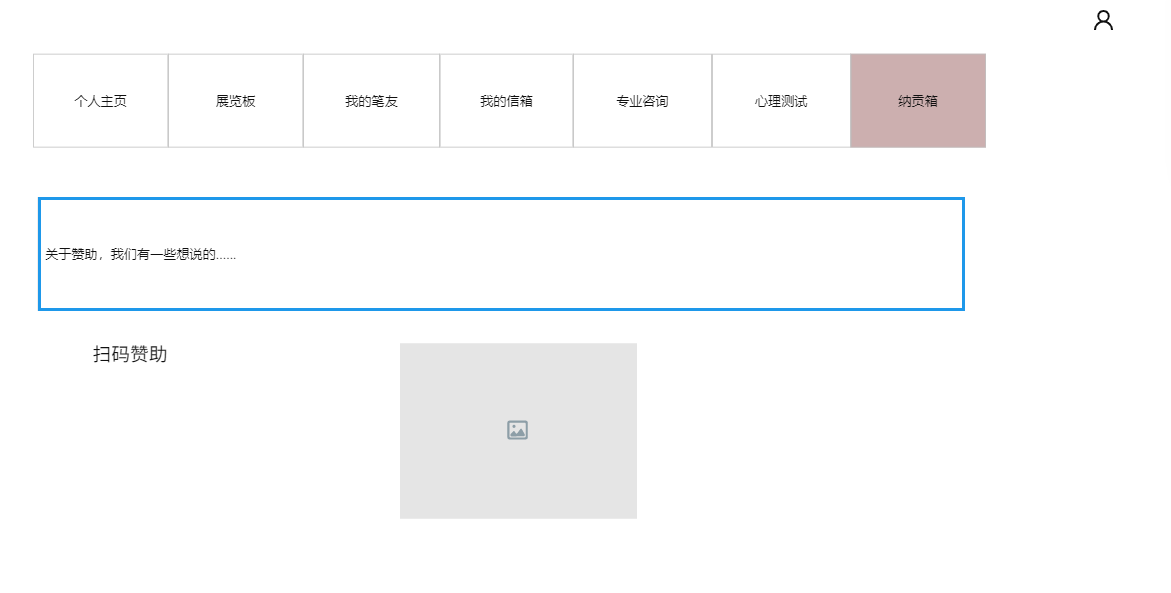 个人主页
展览板
我的笔友
我的信箱
专业咨询
心理测试
纳贡箱
关于赞助，我们有一些想说的......
扫码赞助